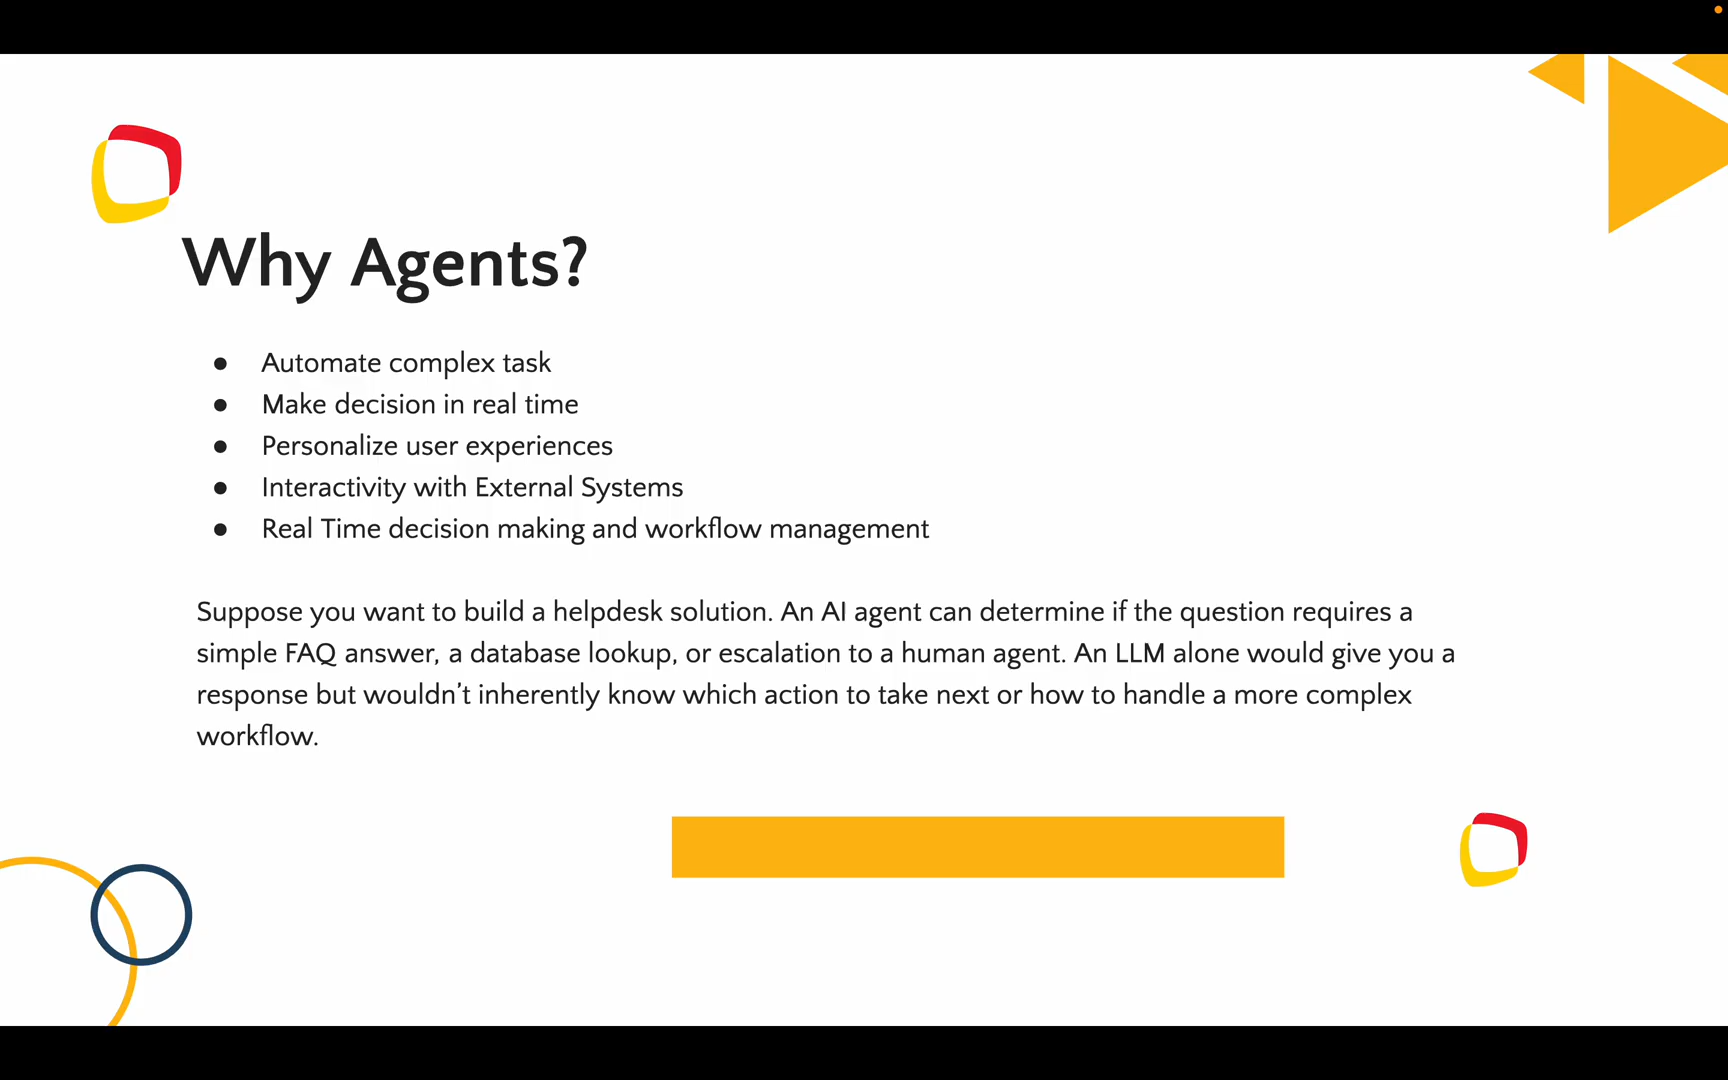 Why Agents?
● Automate complex task
● Make decision in real time
● Personalize user experiences
● Interactivity with External Systems
● Real Time decision making and workflow management
Suppose you want to build a helpdesk solution. An AI agent can determine if the question requires a
simple FAQ answer, a database lookup, or escalation to a human agent. An LLM alone would give you a
response but wouldn’t inherently know which action to take next or how to handle a more complex
workflow.